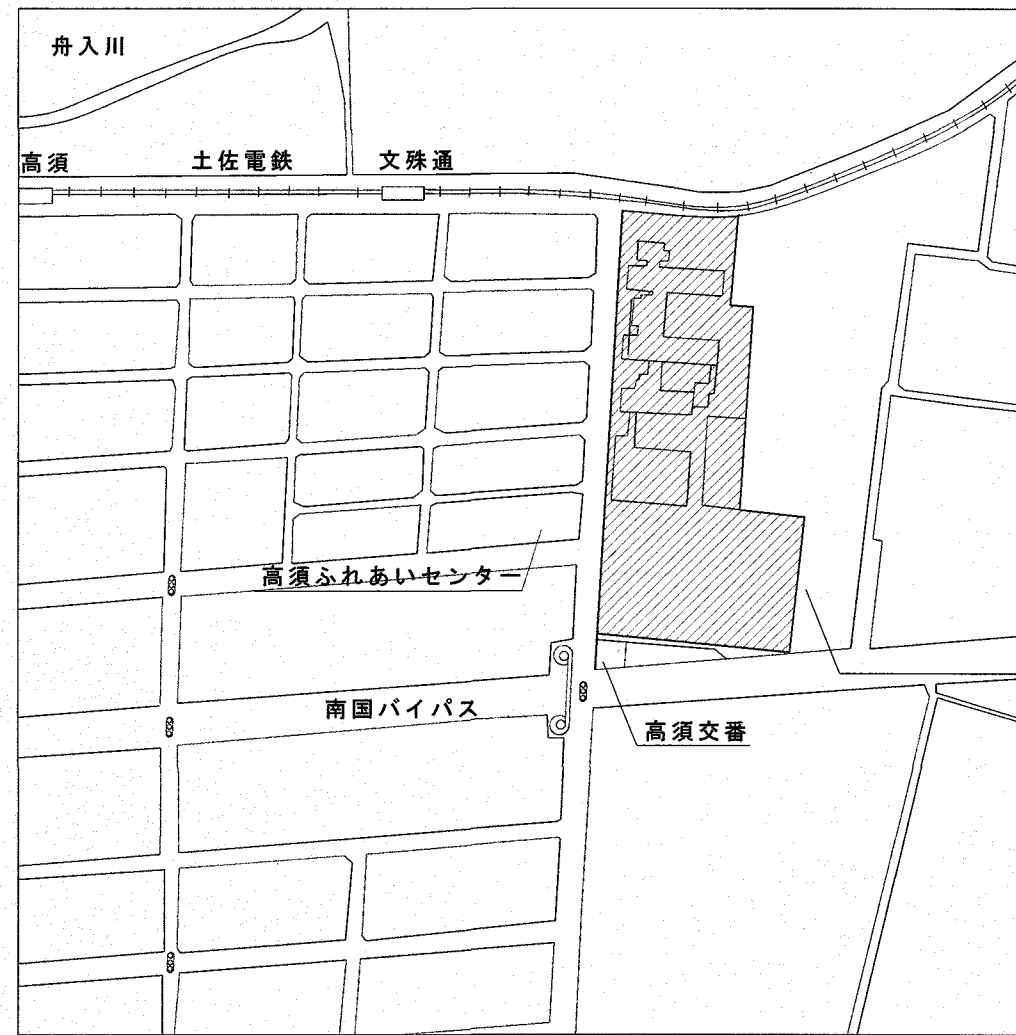 舟入川
高須
土佐電鉄
文殊通
高須ふれあいセンター
南国バイパス
高須交番